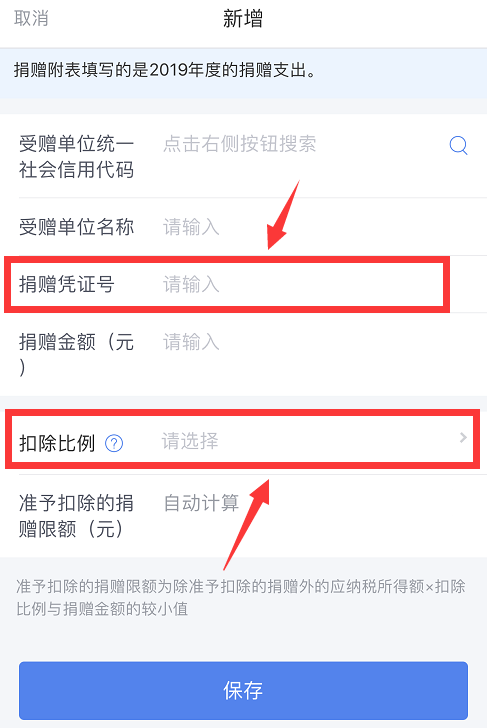 取消
新增
捐赠附表填写的是2019年度的捐赠支出。
受赠单位统一
社会信用代码
点击右侧按钮搜索
受赠单位名称
请输入
捐赠凭证号
请输入
捐赠金额（元
）
请输入
扣除比例 ?
请选择
准予扣除的捐
赠限额（元）
自动计算
准予扣除的捐赠限额为除准予扣除的捐赠外的应纳税所得额×扣除
比例与捐赠金额的较小值
保存